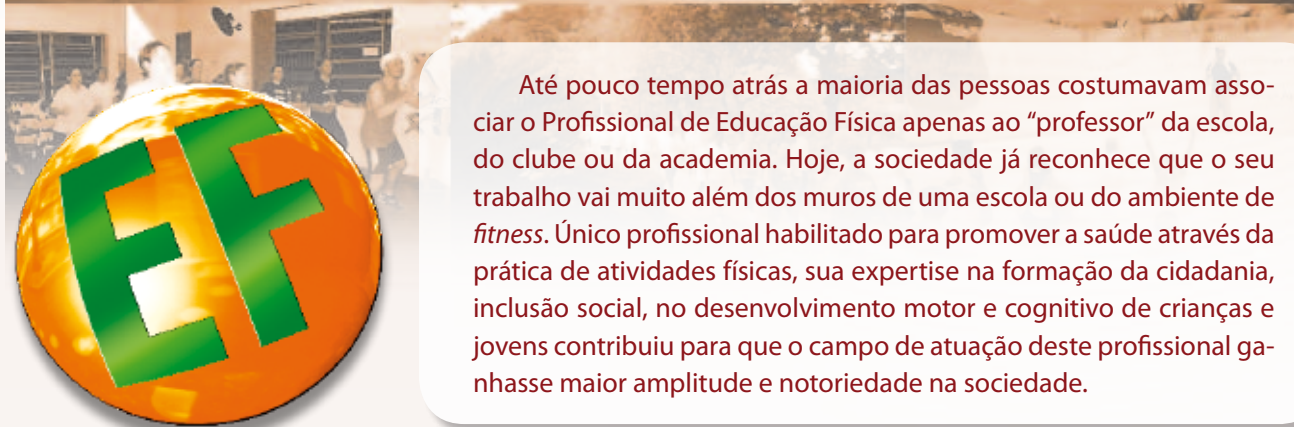 EF
Até pouco tempo atrás a maioria das pessoas costumavam asso-
ciar o Profissional de Educação Física apenas ao “professor” da escola,
do clube ou da academia. Hoje, a sociedade já reconhece que o seu
trabalho vai muito além dos muros de uma escola ou do ambiente de
fitness. Único profissional habilitado para promover a saúde através da
prática de atividades físicas, sua expertise na formação da cidadania,
inclusão social, no desenvolvimento motor e cognitivo de crianças e
jovens contribuiu para que o campo de atuação deste profissional ga-
nhasse maior amplitude e notoriedade na sociedade.